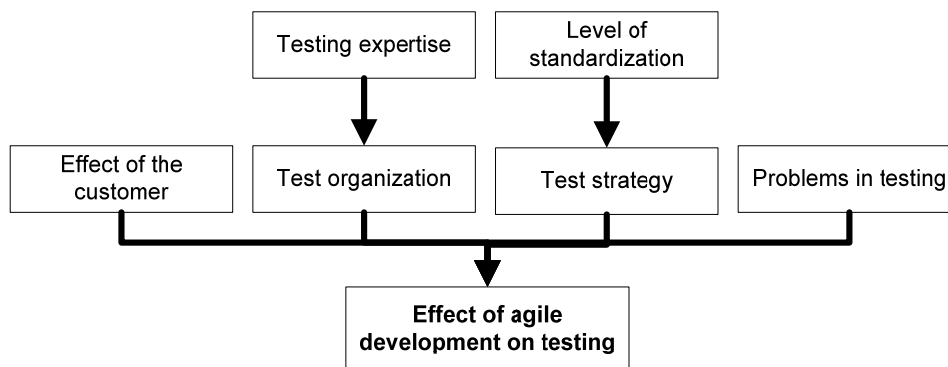 Testing expertise
Level of
standardization
Effect of the
customer
Test organization
Test strategy
Problems in testing
Effect of agile
development on testing